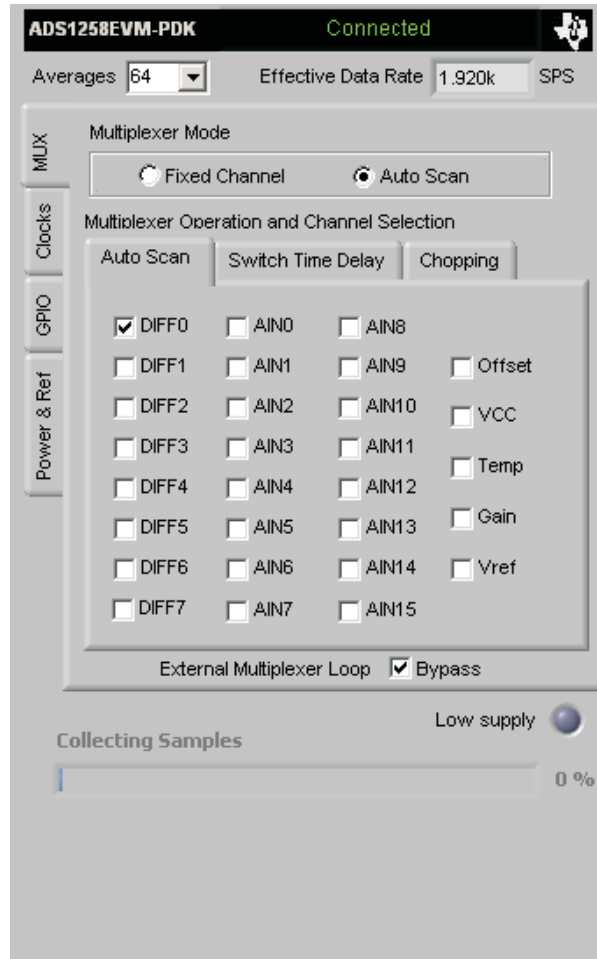 ADS1258EVM-PDK Connected
Averages 64 Effective Data Rate 1.920k SPS
MUX
Clocks
GPIO
Power & Ref
Multiplexer Mode
Fixed Channel Auto Scan
Multiplexer Operation and Channel Selection
Auto Scan Switch Time Delay Chopping
DIFF0 AIN0 AIN8
DIFF1 AIN1 AIN9 Offset
DIFF2 AIN2 AIN10 VCC
DIFF3 AIN3 AIN11 Temp
DIFF4 AIN4 AIN12
DIFF5 AIN5 AIN13 Gain
DIFF6 AIN6 AIN14 Vref
DIFF7 AIN7 AIN15
External Multiplexer Loop Bypass
Low supply
Collecting Samples
0 %